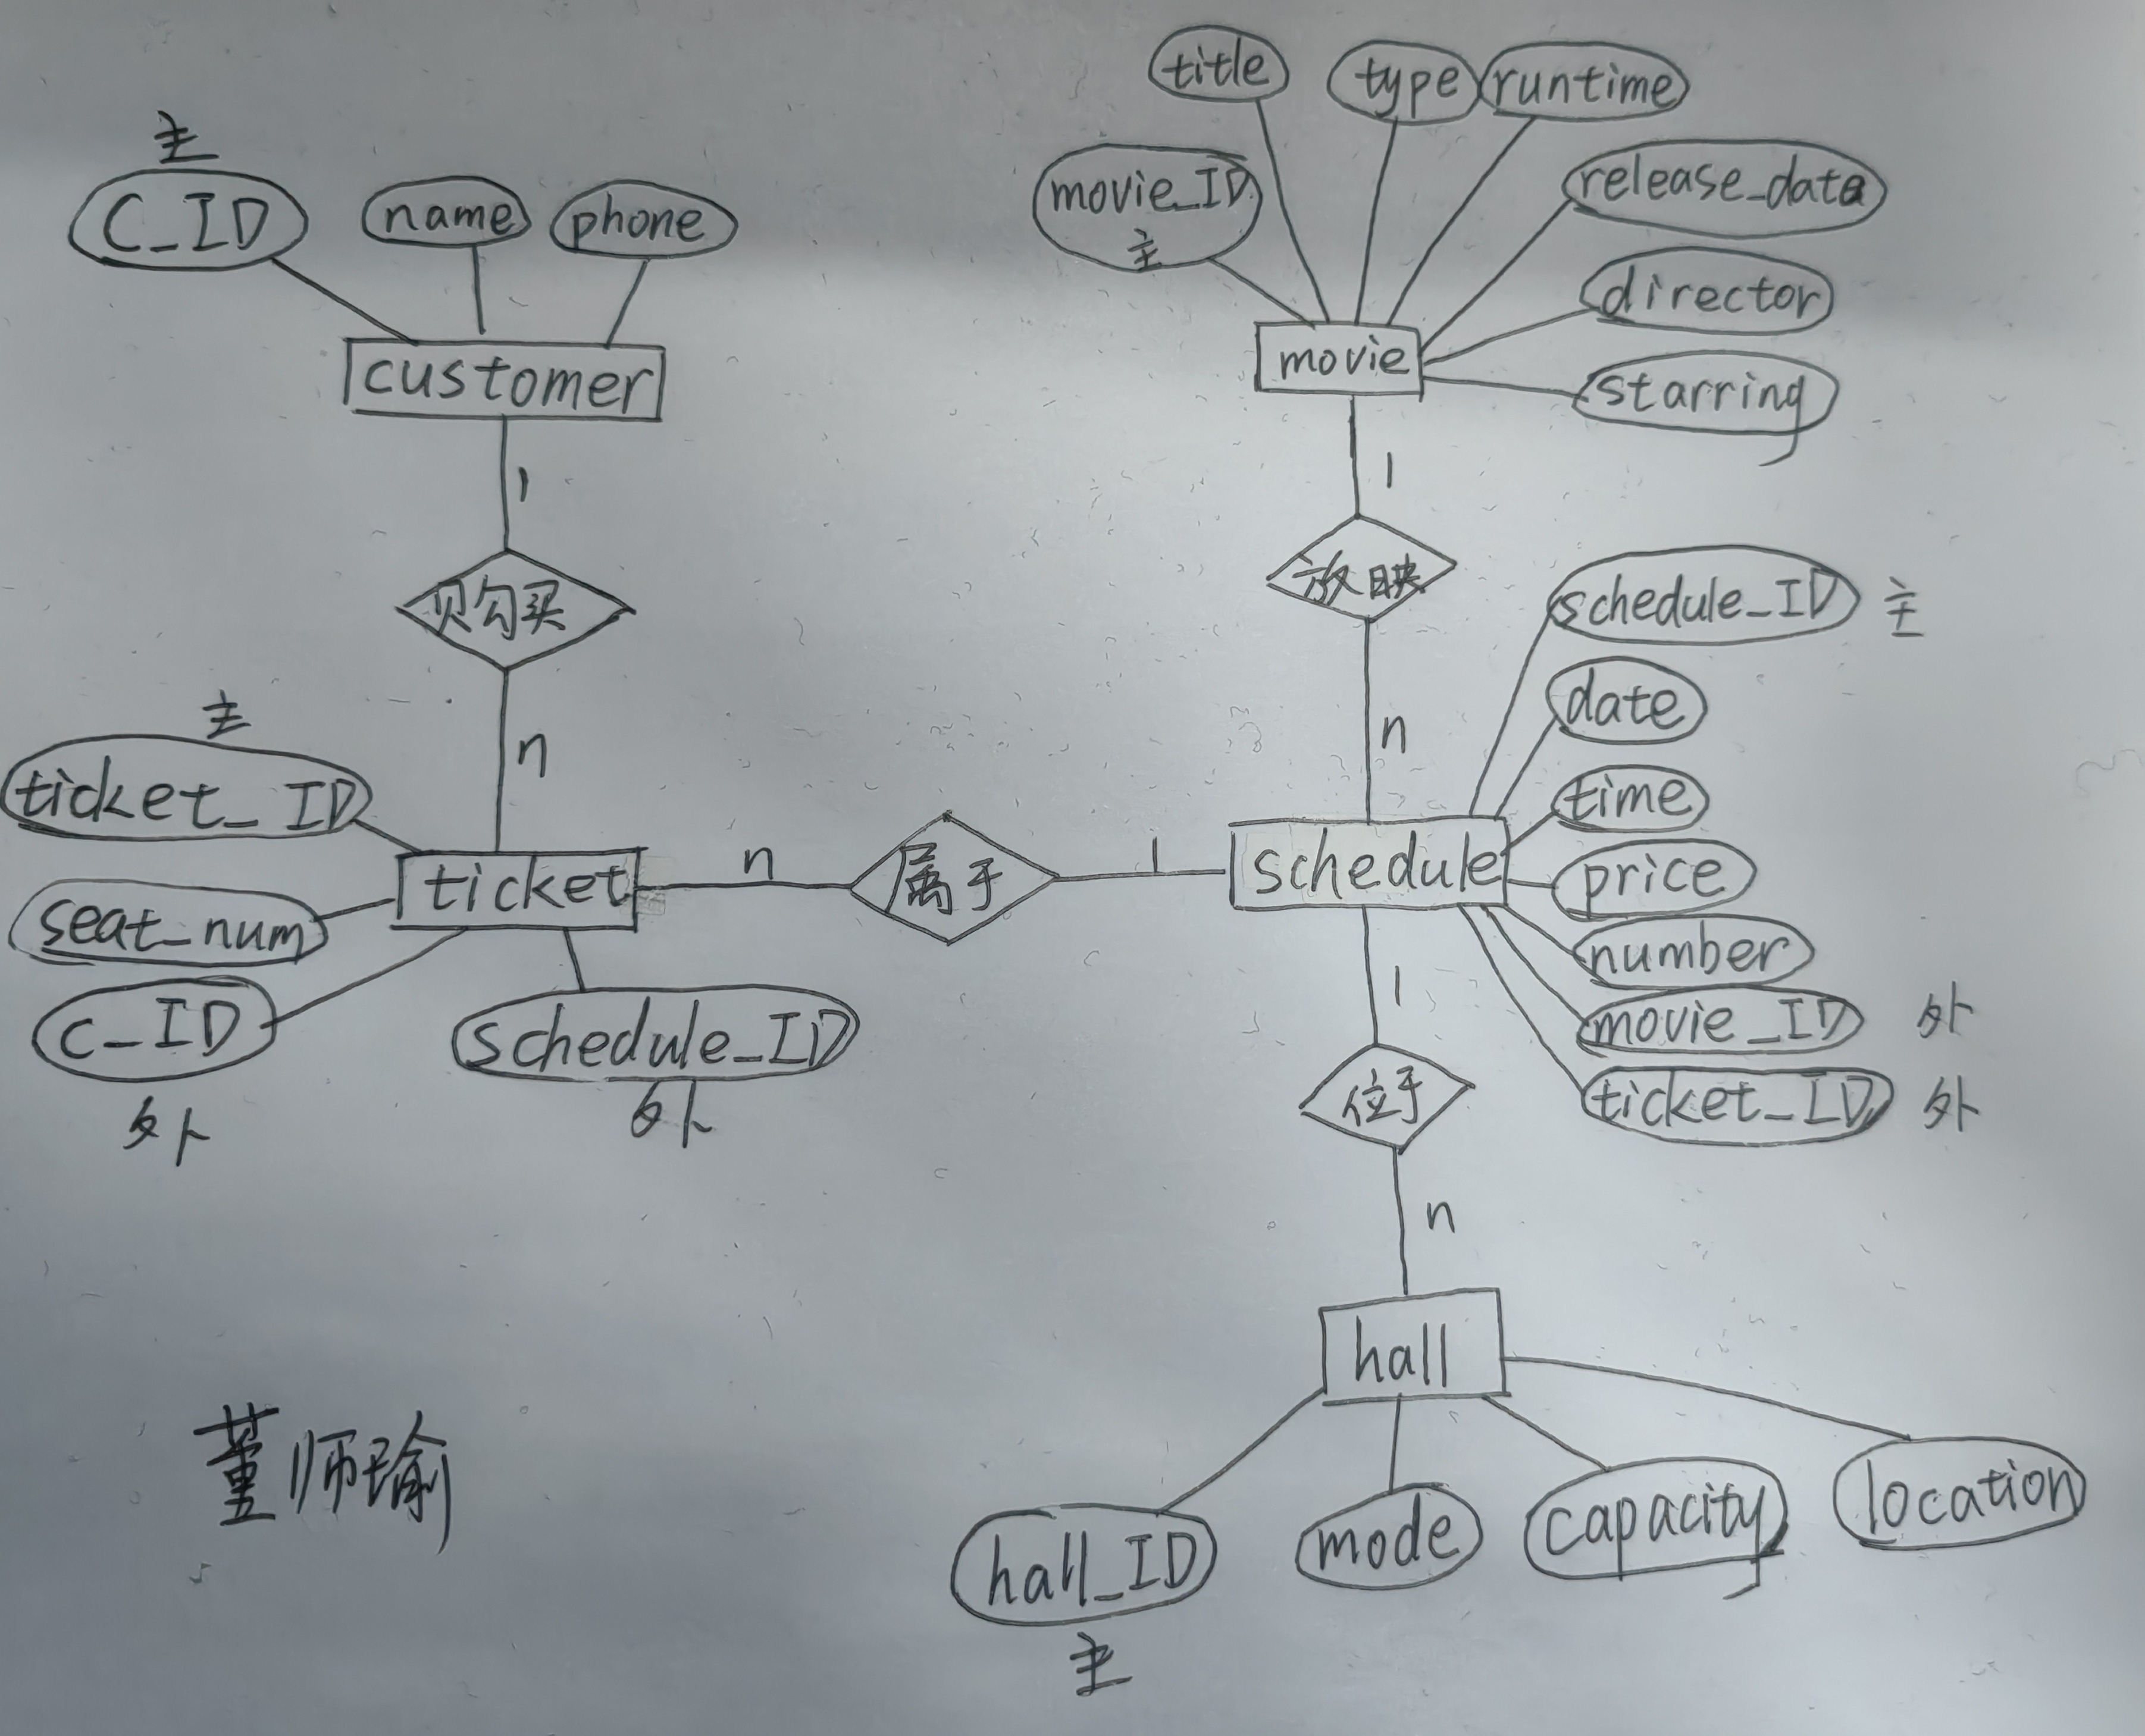 title
type
runtime
movie_ID
主
release_data
director
starring
movie
主
C_ID
name
phone
customer
1
购买
n
1
放映
n
主
ticket_ID
seat_num
C_ID
外
schedule_ID
外
ticket
n
属于
1
schedule
schedule_ID 主
date
time
price
number
movie_ID 外
ticket_ID 外
1
位于
n
hall
hall_ID
主
mode
capacity
location
董师瑜